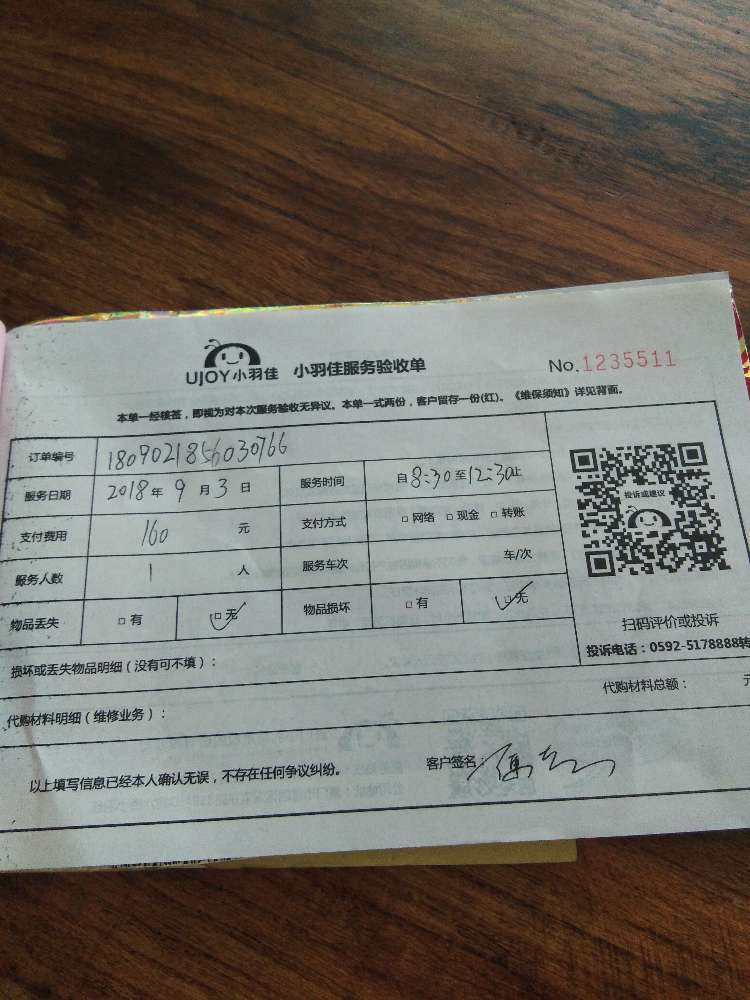 UJOY小羽佳 小羽佳服务验收单 No.1235511
本单一经核签，即视为对本次服务验收无异议。本单一式两份，客户留存一份(红)。《维保须知》详见背面。
订单编号 1809021856030766
服务日期 2018年9月3日 服务时间 自8:30至12:30止
支付费用 160 元 支付方式 □网络 □现金 □转账
服务人数 1 人 服务车次 车/次
物品丢失 □有 □无 物品损坏 □有 □无
投诉或建议
扫码评价或投诉
投诉电话：0592-5178888转
损坏或丢失物品明细（没有可不填）：
代购材料明细（维修业务）： 代购材料总额： 元
以上填写信息已经本人确认无误，不存在任何争议纠纷。 客户签名：